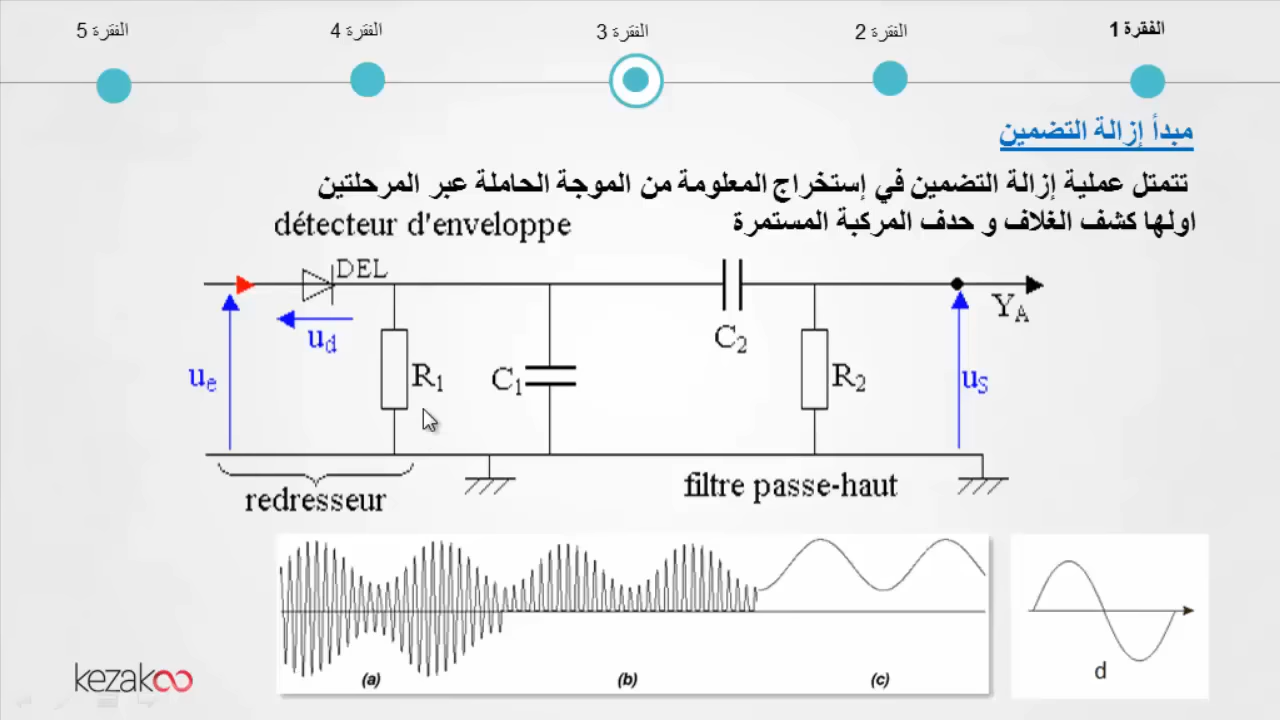 الفقرة 1
الفقرة 2
الفقرة 3
الفقرة 4
الفقرة 5
مبدأ إزالة التضمين
تتمتل عملية إزالة التضمين في إستخراج المعلومة من الموجة الحاملة عبر المرحلتين
اولها كشف الغلاف و حدف المركبة المستمرة
détecteur d'enveloppe
DEL
ud
ue
R1
C1
C2
R2
YA
uS
redresseur
filtre passe-haut
(a)
(b)
(c)
d
kezakoo